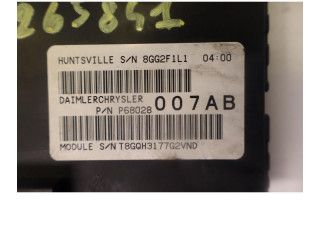 265841
HUNTSVILLE S/N 8GG2F1L1 04:00
DAIMLERCHRYSLER 007AB
P/N P68028
MODULE S/N T8GQH3177G2VND